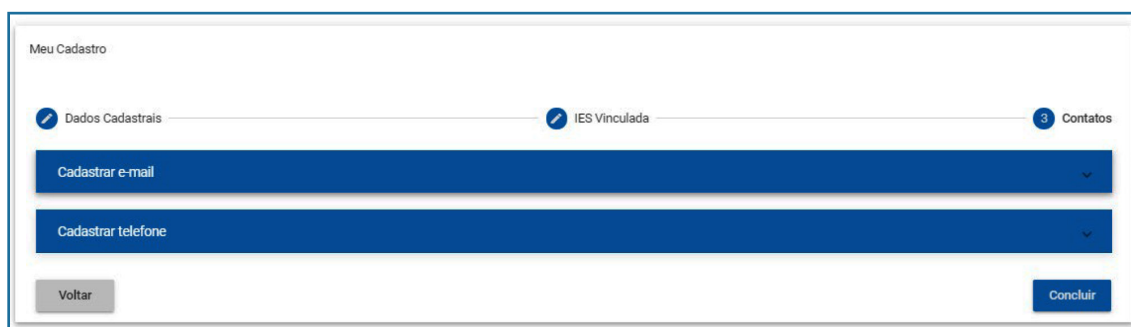 Meu Cadastro
Dados Cadastrais IES Vinculada 3 Contatos
Cadastrar e-mail
Cadastrar telefone
Voltar Concluir